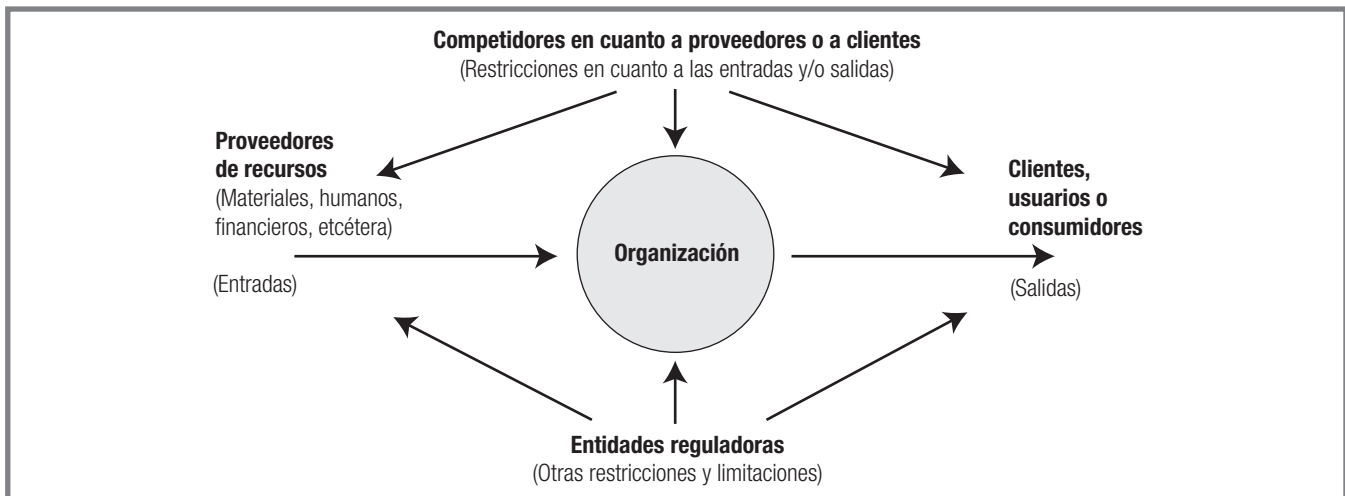 Competidores en cuanto a proveedores o a clientes
(Restricciones en cuanto a las entradas y/o salidas)
Proveedores
de recursos
(Materiales, humanos,
financieros, etcétera)
(Entradas)
Organización
Clientes,
usuarios o
consumidores
(Salidas)
Entidades reguladoras
(Otras restricciones y limitaciones)